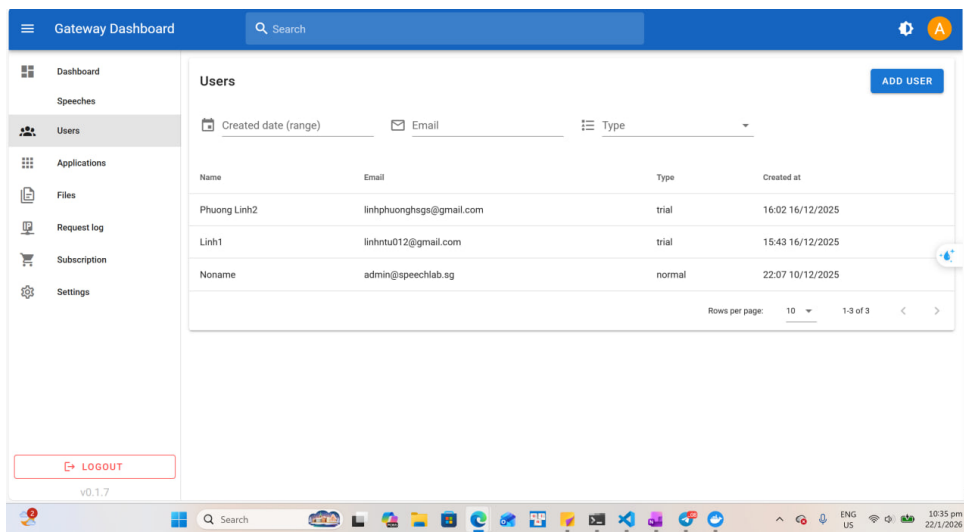 Gateway Dashboard
Search
A
Dashboard
Speeches
Users
Applications
Files
Request log
Subscription
Settings
LOGOUT
v0.1.7
Users
ADD USER
Created date (range)
Email
Type
Name Email Type Created at
Phuong Linh2 linhphuonghsgs@gmail.com trial 16:02 16/12/2025
Linh1 linhntu012@gmail.com trial 15:43 16/12/2025
Noname admin@speechlab.sg normal 22:07 10/12/2025
Rows per page: 10 1-3 of 3
2
Search
ENG
US
10:35 pm
22/1/2026